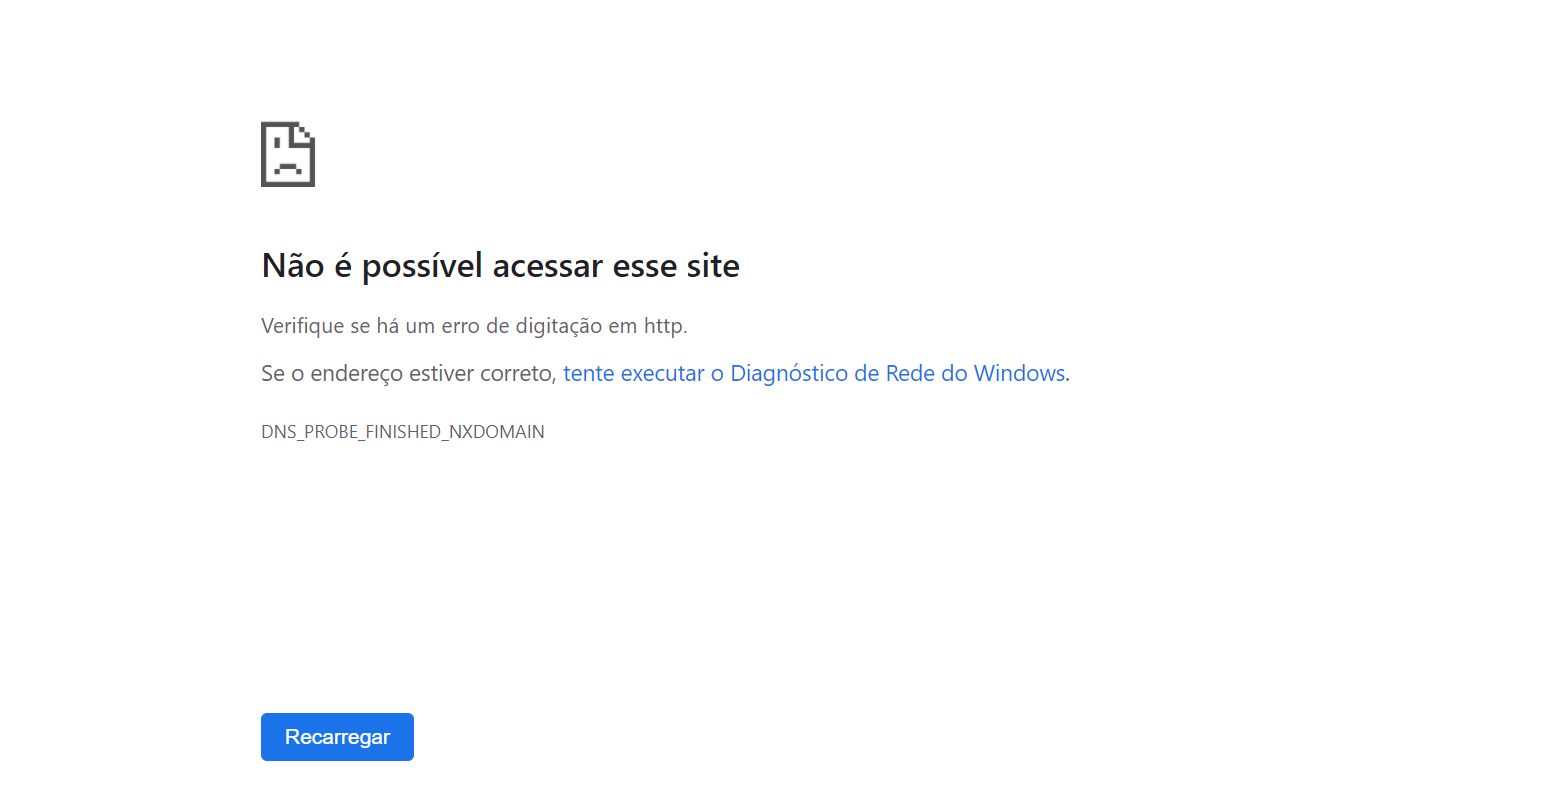 Não é possível acessar esse site
Verifique se há um erro de digitação em http.
Se o endereço estiver correto, tente executar o Diagnóstico de Rede do Windows.
DNS_PROBE_FINISHED_NXDOMAIN
Recarregar